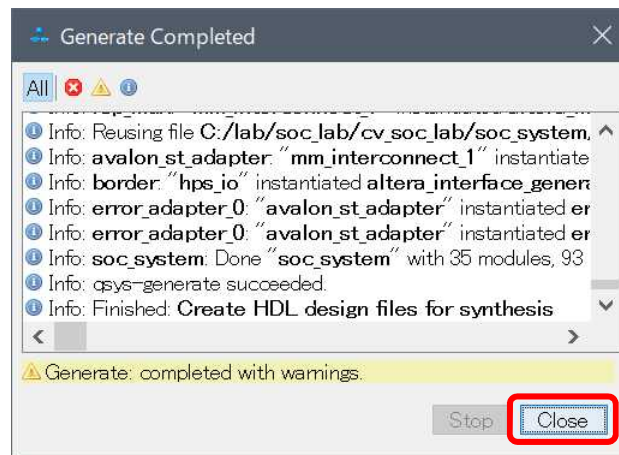 Generate Completed
All
Info: Reusing file C:/lab/soc_lab/cv_soc_lab/soc_system,
Info: avalon_st_adapter: "mm_interconnect_1" instantiate
Info: border: "hps_io" instantiated altera_interface_genera
Info: error_adapter_0: "avalon_st_adapter" instantiated er
Info: error_adapter_0: "avalon_st_adapter" instantiated er
Info: soc_system: Done "soc_system" with 35 modules, 93
Info: qsys-generate succeeded.
Info: Finished: Create HDL design files for synthesis
Generate: completed with warnings.
Stop
Close